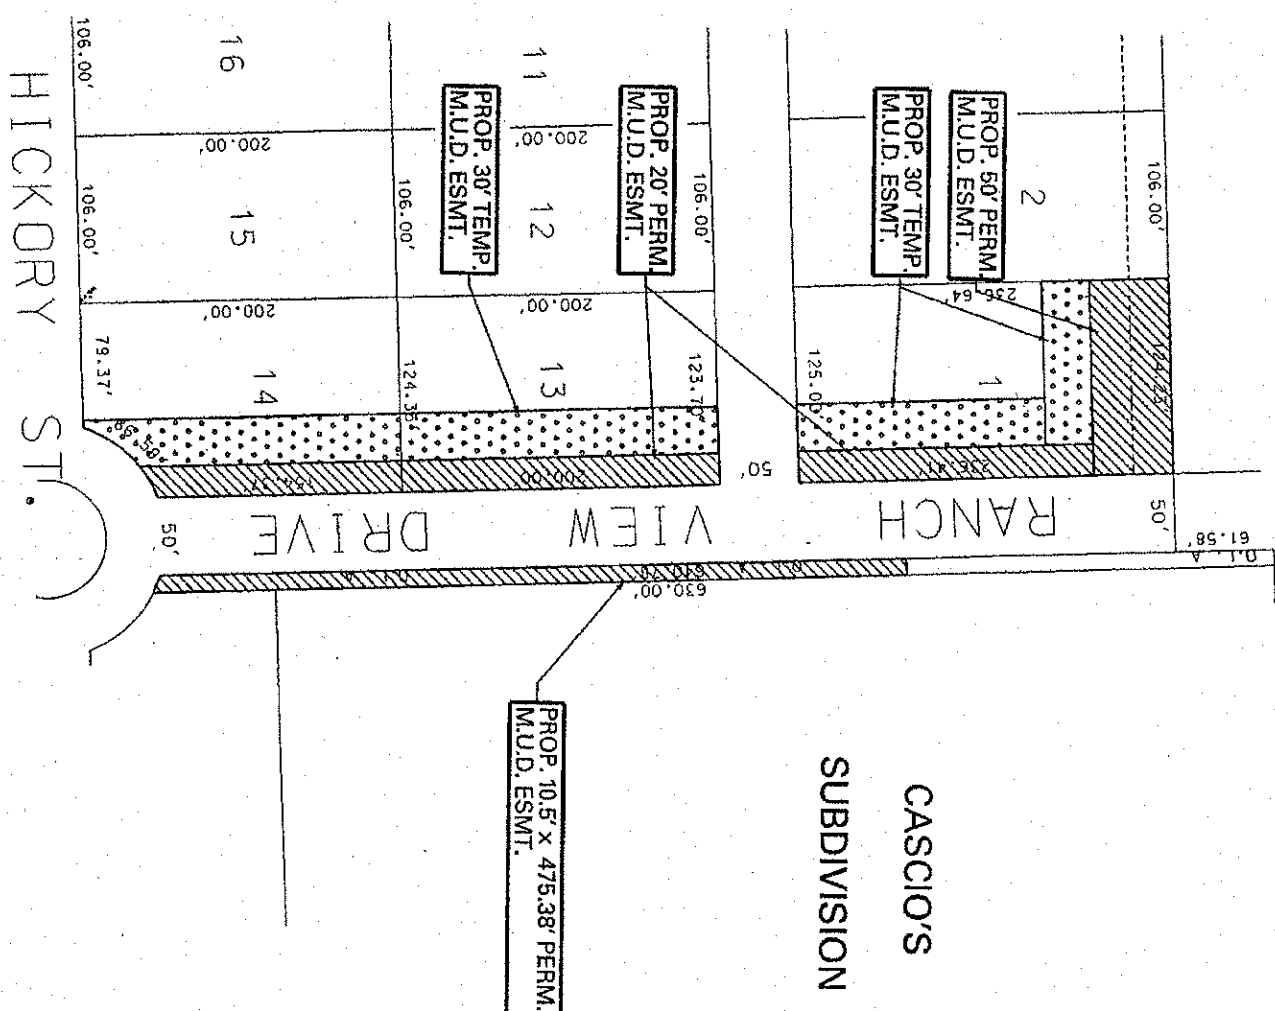 HICKORY ST.
106.00'
16
200.00'
11
200.00'
106.00'
15
106.00'
12
106.00'
200.00'
200.00'
79.37'
14
124.35'
13
123.70'
154.37'
200.00'
PROP. 30' TEMP.
M.U.D. ESMT.
PROP. 20' PERM.
M.U.D. ESMT.
PROP. 30' TEMP.
M.U.D. ESMT.
PROP. 50' PERM.
M.U.D. ESMT.
2
106.00'
236.64'
125.00'
1
124.23'
236.41'
50'
50'
50'
RANCH VIEW DRIVE
61.58'
O.L. A
O.L. A
O.L. A
630.00'
PROP. 10.5' x 475.38' PERM.
M.U.D. ESMT.
CASCIO'S
SUBDIVISION